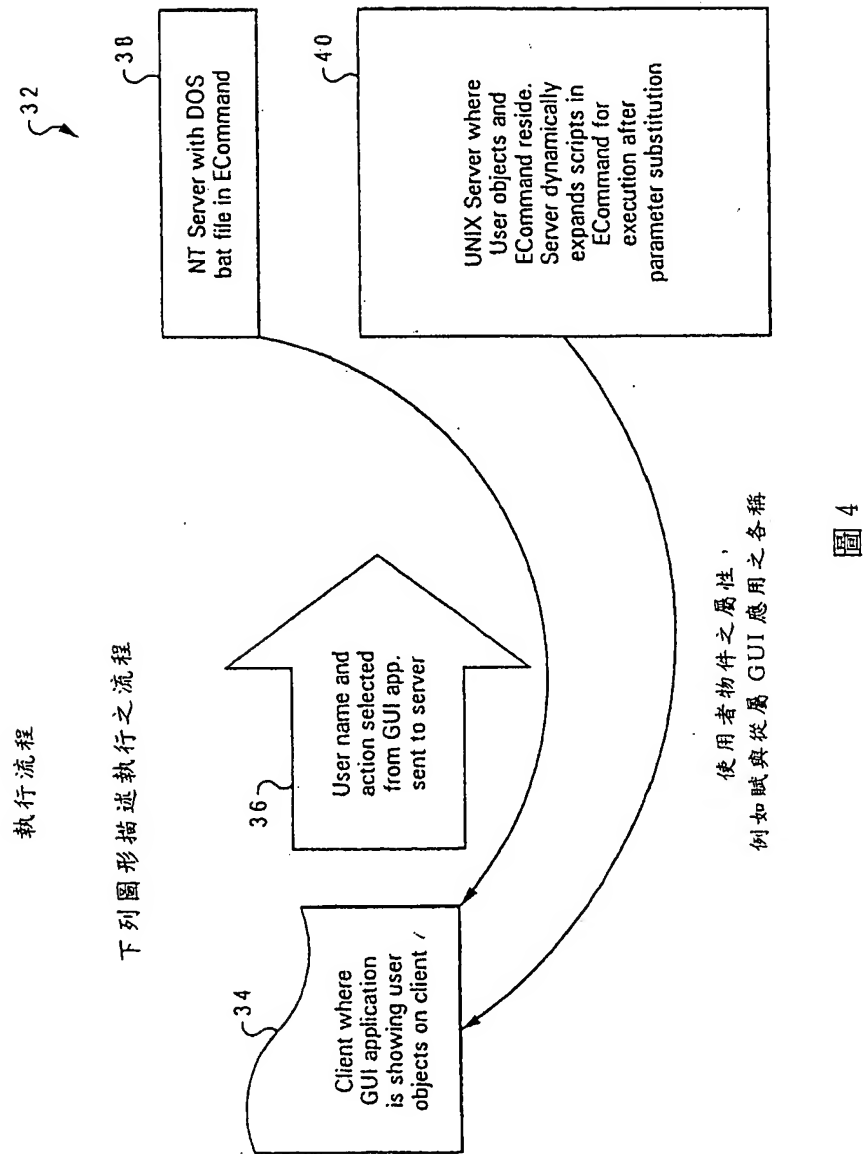 執行流程
下列圖形描述執行之流程
32
34
Client where
GUI application
is showing user
objects on client
36
User name and
action selected
from GUI app.
sent to server
38
NT Server with DOS
bat file in ECommand
40
UNIX Server where
User objects and
ECommand reside.
Server dynamically
expands scripts in
ECommand for
execution after
parameter substitution
使用者物件之屬性，
例如賦與從屬 GUI 應用之各稱
圖 4